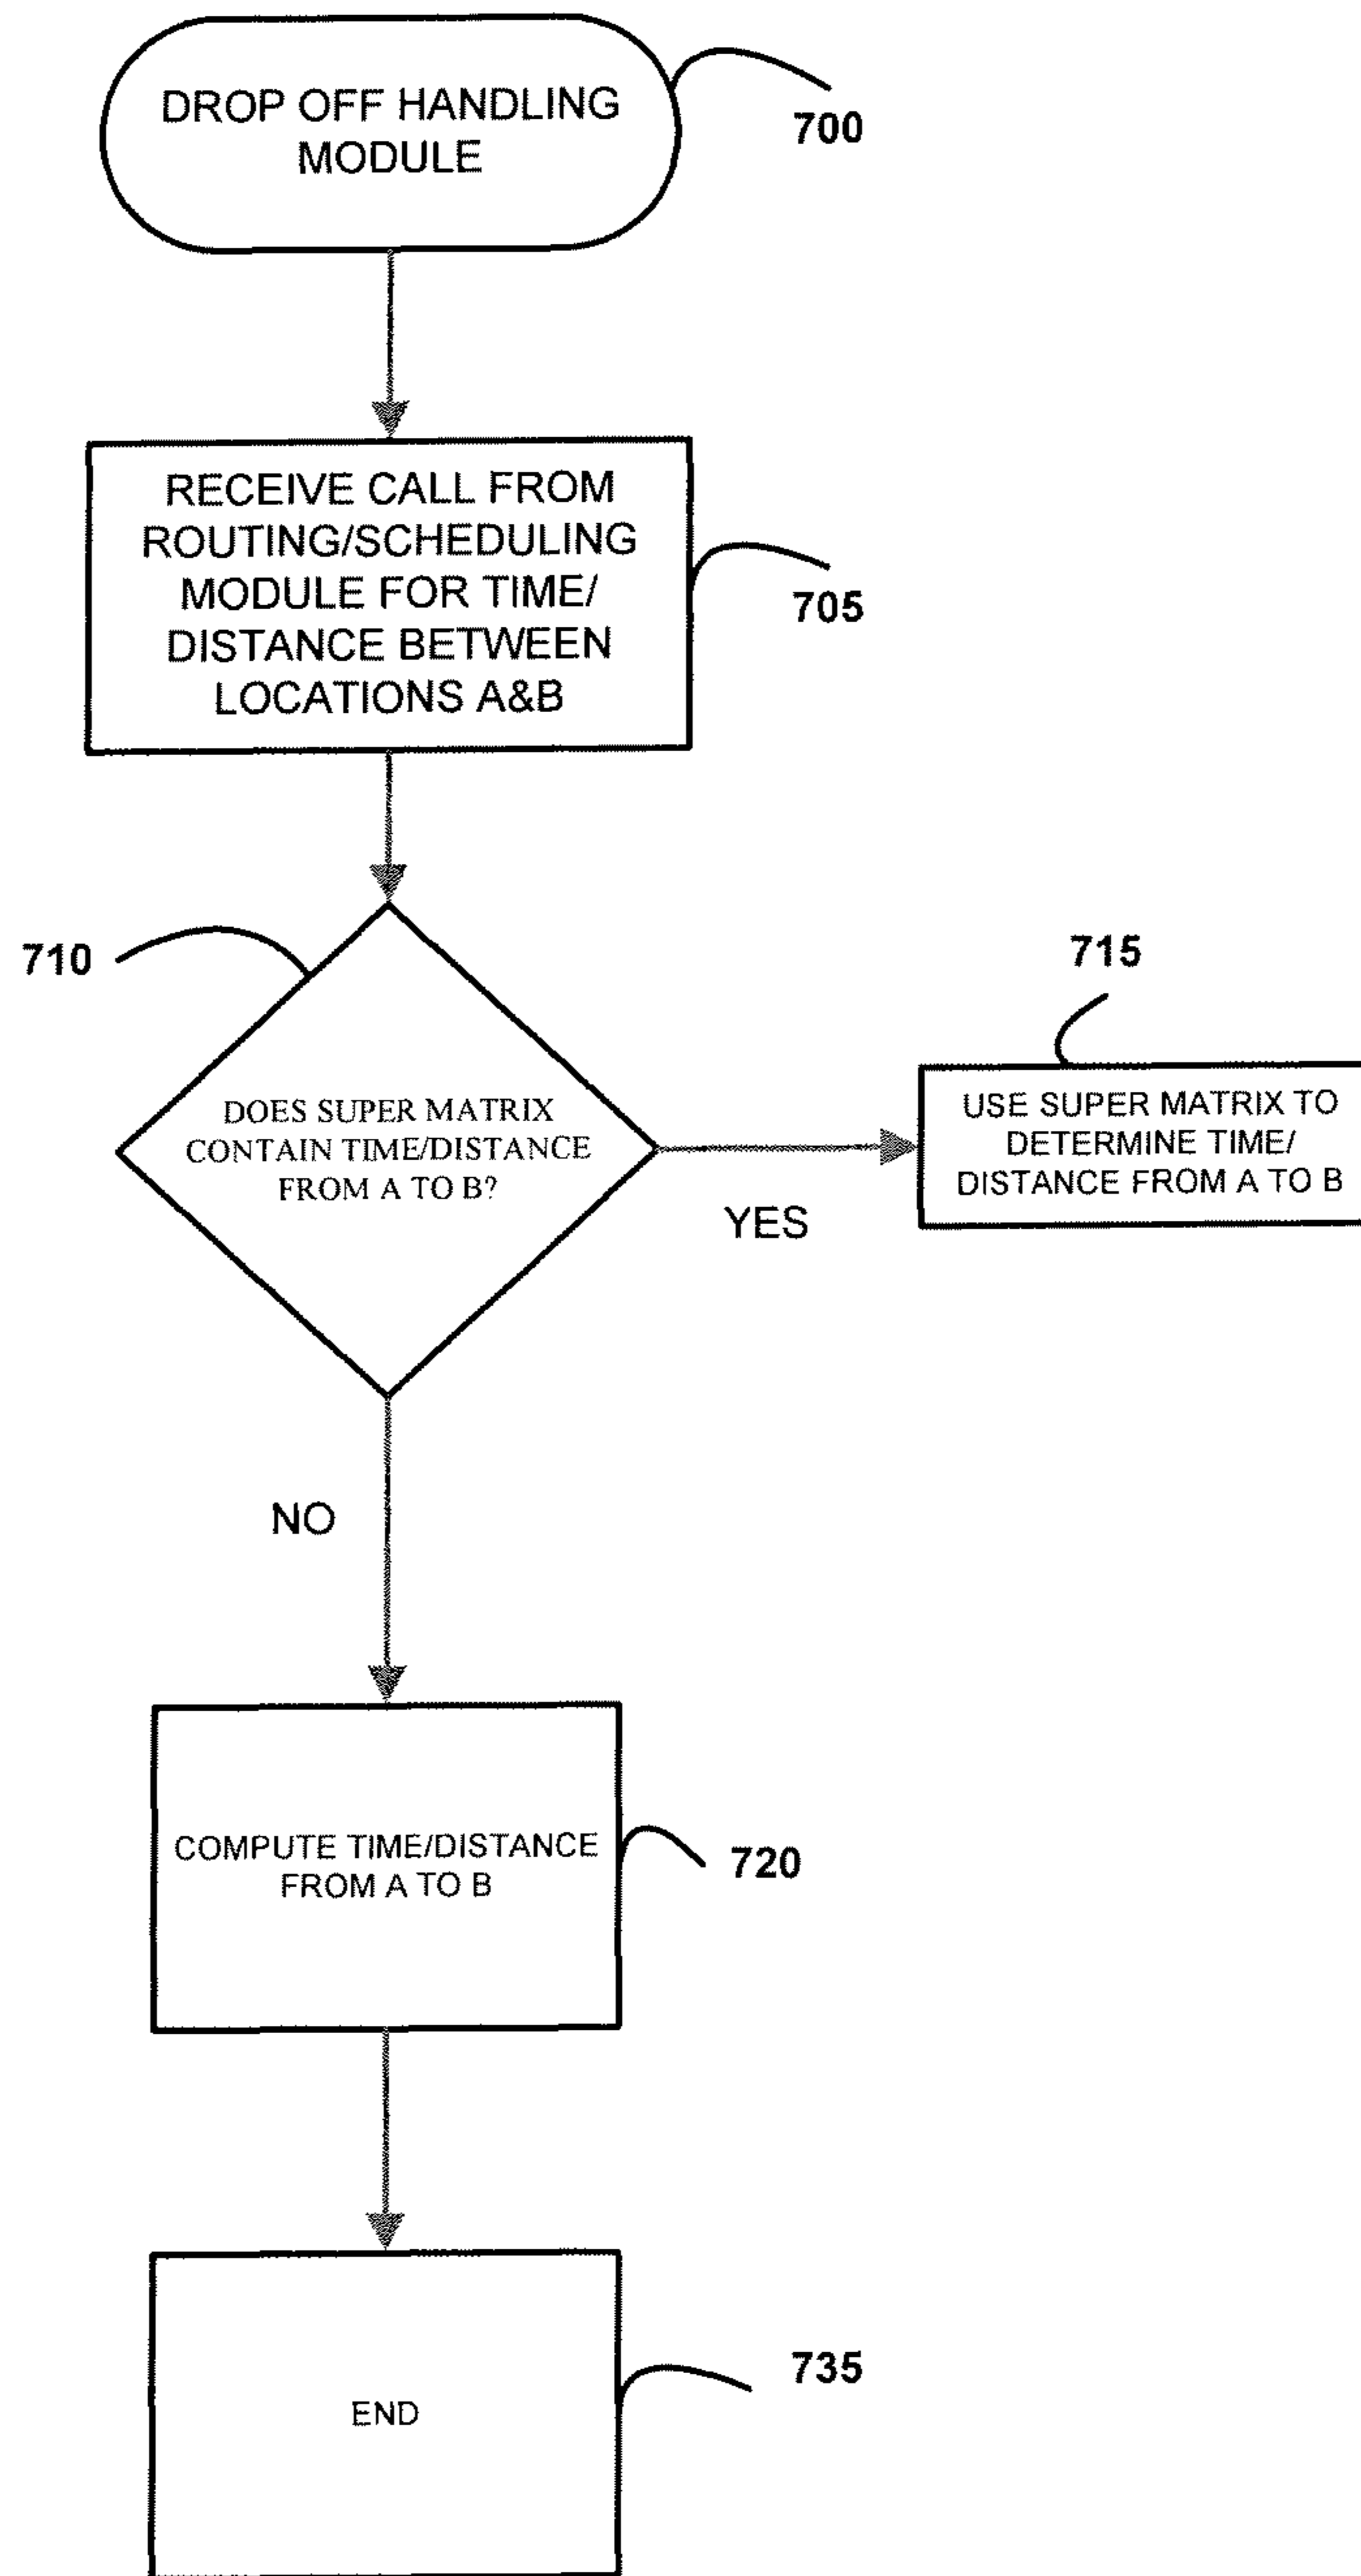 DROP OFF HANDLING
MODULE
700
RECEIVE CALL FROM
ROUTING/SCHEDULING
MODULE FOR TIME/
DISTANCE BETWEEN
LOCATIONS A&B
705
710
DOES SUPER MATRIX
CONTAIN TIME/DISTANCE
FROM A TO B?
YES
715
USE SUPER MATRIX TO
DETERMINE TIME/
DISTANCE FROM A TO B
NO
COMPUTE TIME/DISTANCE
FROM A TO B
720
END
735